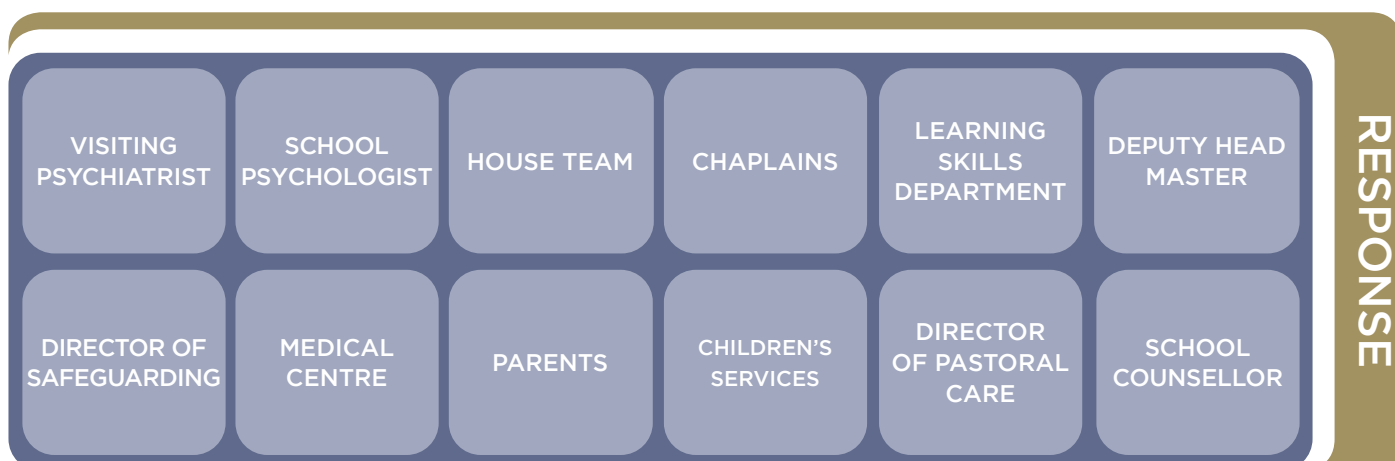 VISITING
PSYCHIATRIST
SCHOOL
PSYCHOLOGIST
HOUSE TEAM
CHAPLAINS
LEARNING
SKILLS
DEPARTMENT
DEPUTY HEAD
MASTER
DIRECTOR OF
SAFEGUARDING
MEDICAL
CENTRE
PARENTS
CHILDREN’S
SERVICES
DIRECTOR
OF PASTORAL
CARE
SCHOOL
COUNSELLOR
RESPONSE